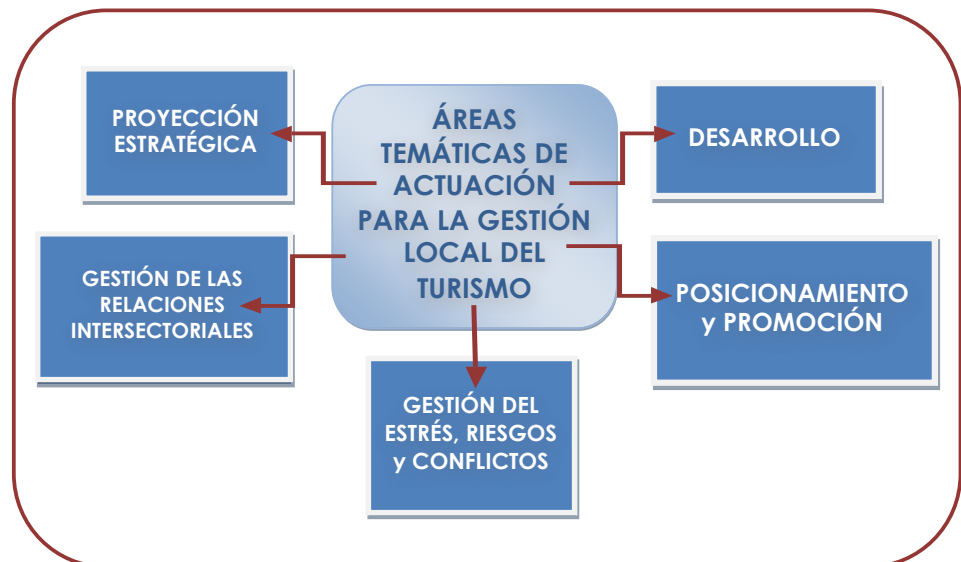 ÁREAS
TEMÁTICAS DE
ACTUACIÓN
PARA LA GESTIÓN
LOCAL DEL
TURISMO
PROYECCIÓN
ESTRATÉGICA
DESARROLLO
GESTIÓN DE LAS
RELACIONES
INTERSECTORIALES
POSICIONAMIENTO
y PROMOCIÓN
GESTIÓN DEL
ESTRÉS, RIESGOS
y CONFLICTOS